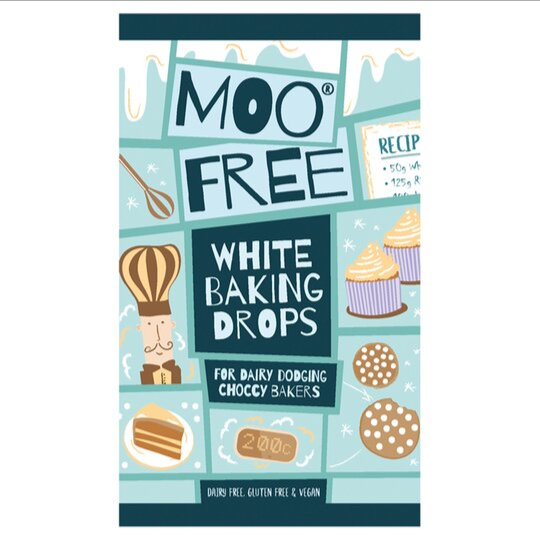 MOO®
FREE
RECIP
• 50g wh
• 125g R
WHITE
BAKING
DROPS
FOR DAIRY DODGING
CHOCCY BAKERS
200c
DAIRY FREE, GLUTEN FREE & VEGAN